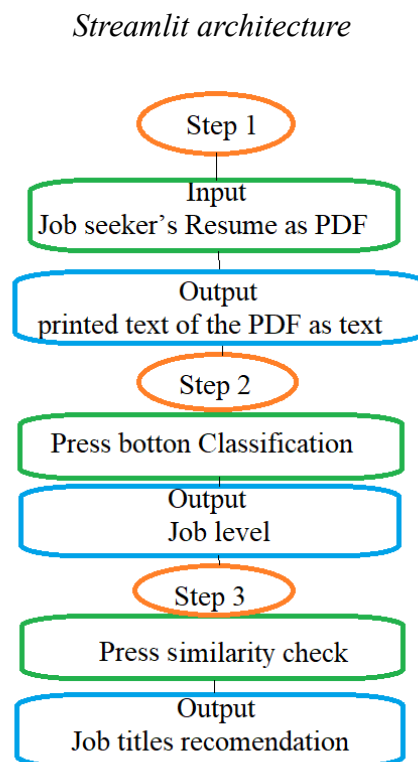 Streamlit architecture
Step 1
Input
Job seeker's Resume as PDF
Output
printed text of the PDF as text
Step 2
Press botton Classification
Output
Job level
Step 3
Press similarity check
Output
Job titles recomendation